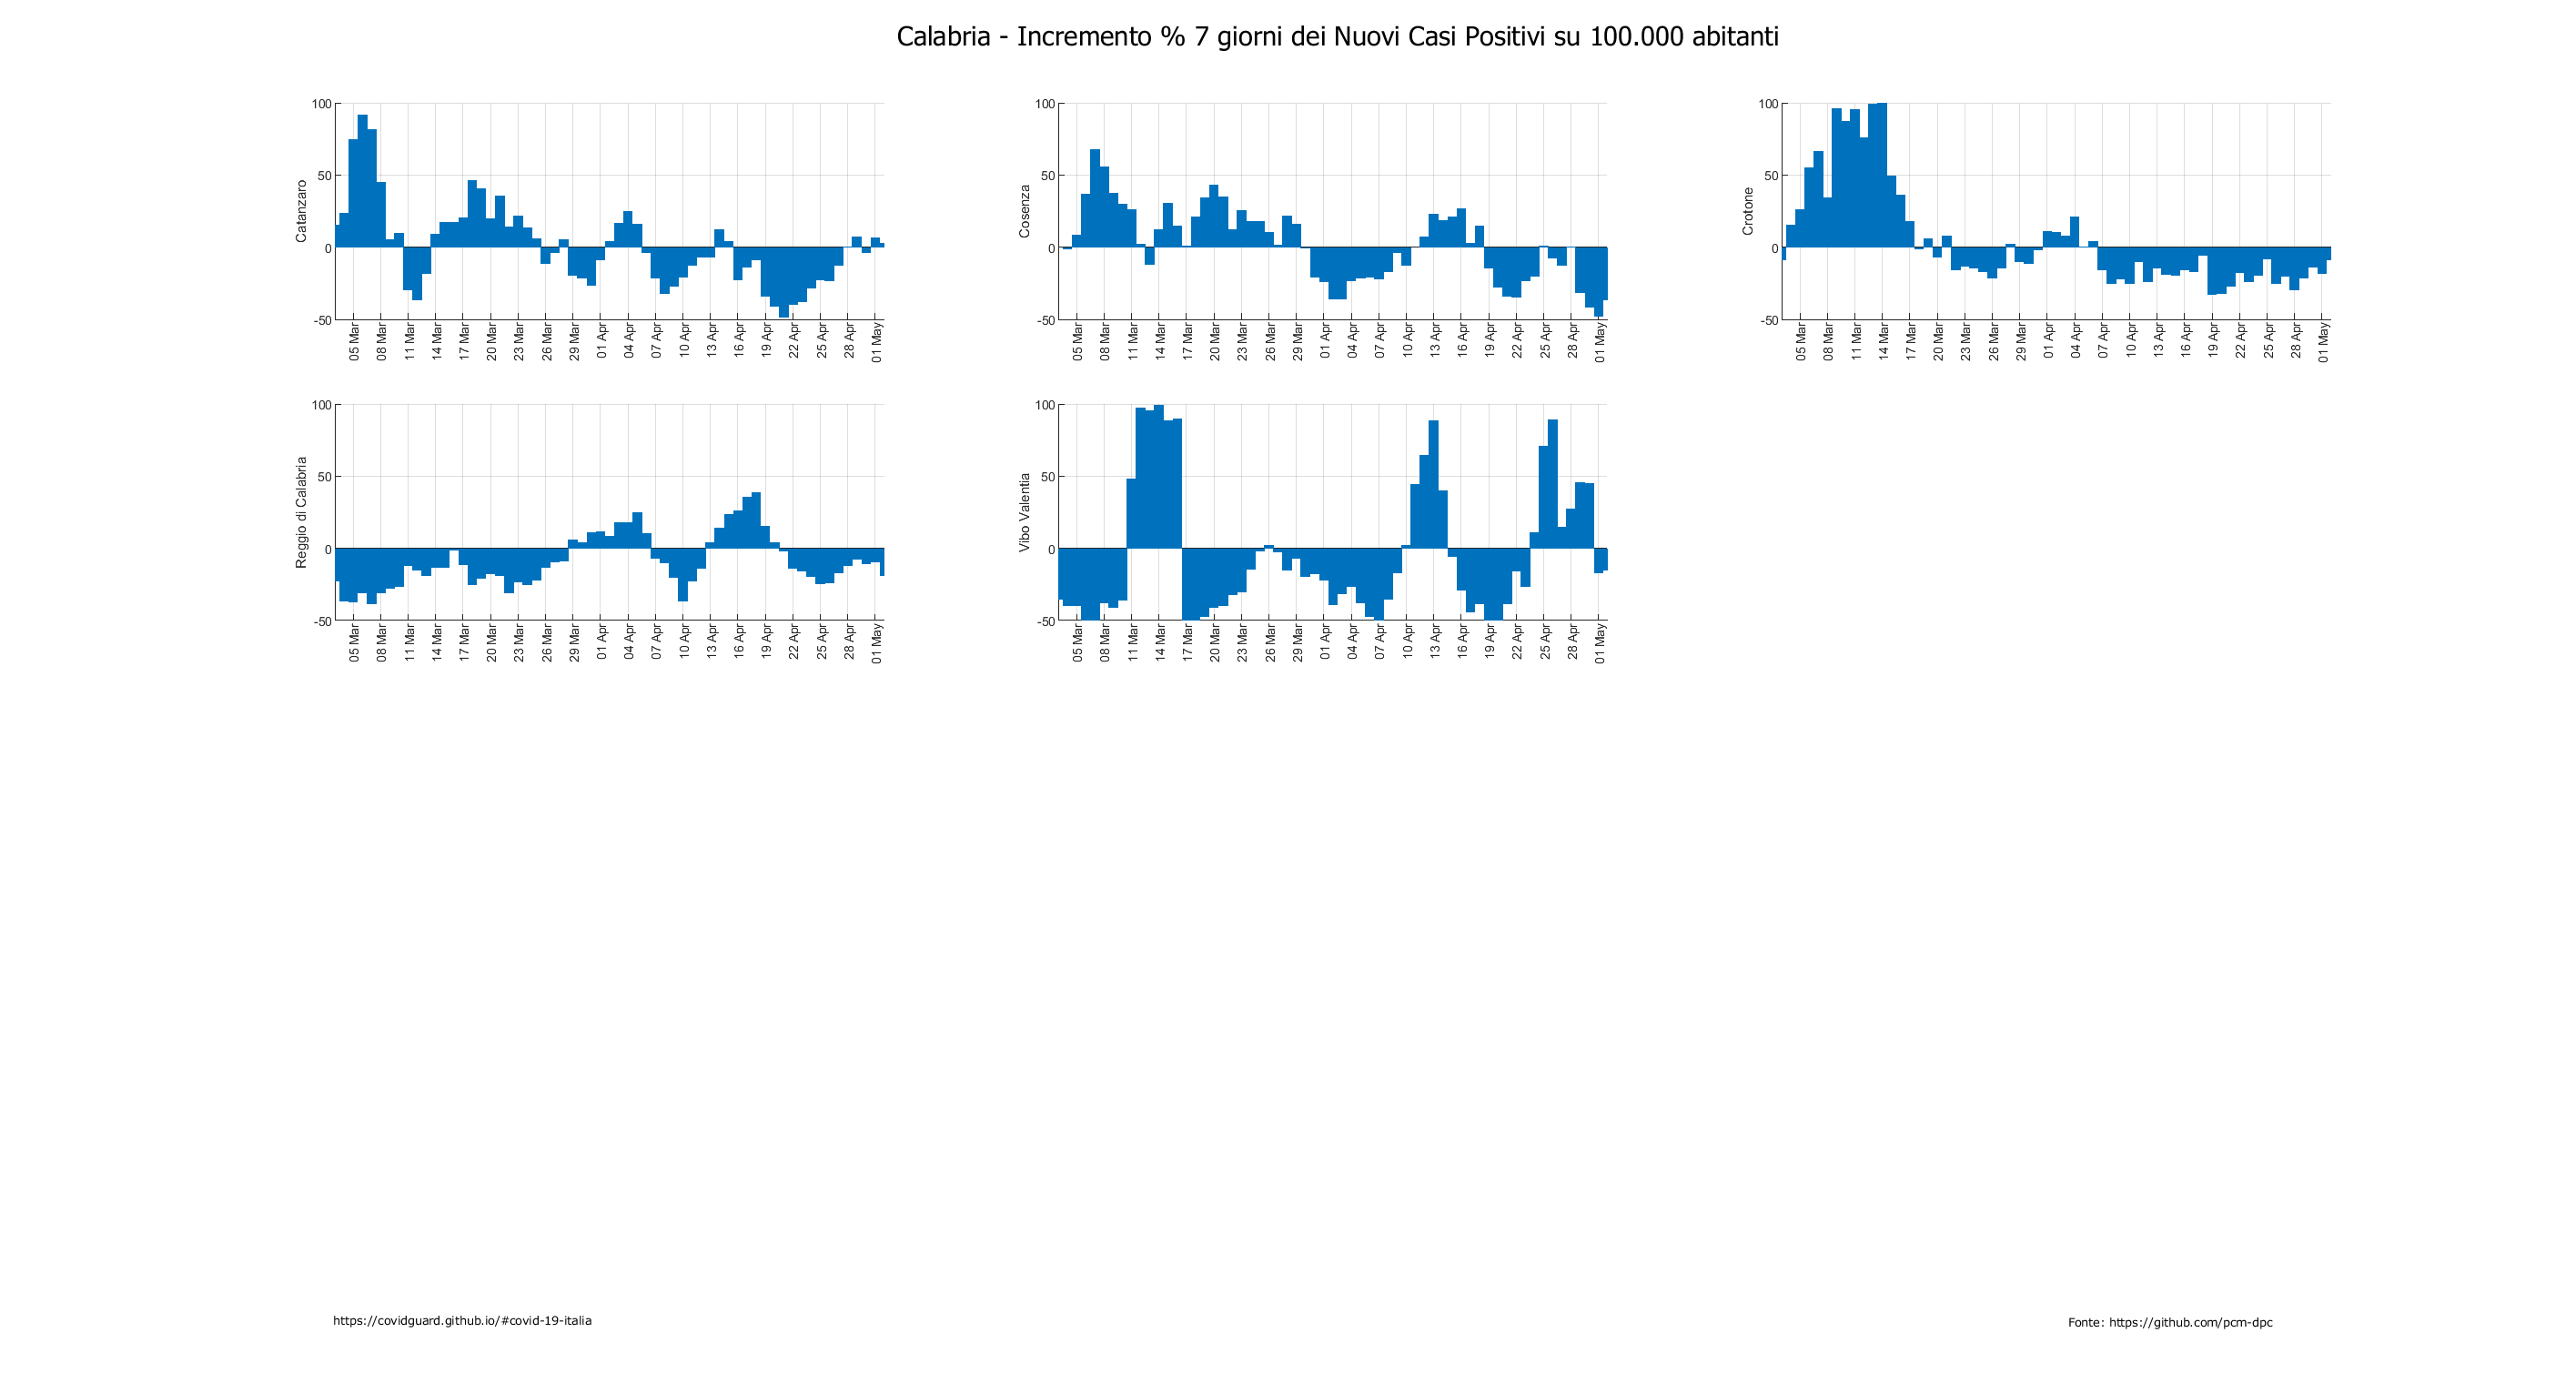 Calabria - Incremento % 7 giorni dei Nuovi Casi Positivi su 100.000 abitanti
Catanzaro
100
50
0
-50
05 Mar 08 Mar 11 Mar 14 Mar 17 Mar 20 Mar 23 Mar 26 Mar 29 Mar 01 Apr 04 Apr 07 Apr 10 Apr 13 Apr 16 Apr 19 Apr 22 Apr 25 Apr 28 Apr 01 May
Cosenza
100
50
0
-50
05 Mar 08 Mar 11 Mar 14 Mar 17 Mar 20 Mar 23 Mar 26 Mar 29 Mar 01 Apr 04 Apr 07 Apr 10 Apr 13 Apr 16 Apr 19 Apr 22 Apr 25 Apr 28 Apr 01 May
Crotone
100
50
0
-50
05 Mar 08 Mar 11 Mar 14 Mar 17 Mar 20 Mar 23 Mar 26 Mar 29 Mar 01 Apr 04 Apr 07 Apr 10 Apr 13 Apr 16 Apr 19 Apr 22 Apr 25 Apr 28 Apr 01 May
Reggio di Calabria
100
50
0
-50
05 Mar 08 Mar 11 Mar 14 Mar 17 Mar 20 Mar 23 Mar 26 Mar 29 Mar 01 Apr 04 Apr 07 Apr 10 Apr 13 Apr 16 Apr 19 Apr 22 Apr 25 Apr 28 Apr 01 May
Vibo Valentia
100
50
0
-50
05 Mar 08 Mar 11 Mar 14 Mar 17 Mar 20 Mar 23 Mar 26 Mar 29 Mar 01 Apr 04 Apr 07 Apr 10 Apr 13 Apr 16 Apr 19 Apr 22 Apr 25 Apr 28 Apr 01 May
https://covidguard.github.io/#covid-19-italia
Fonte: https://github.com/pcm-dpc